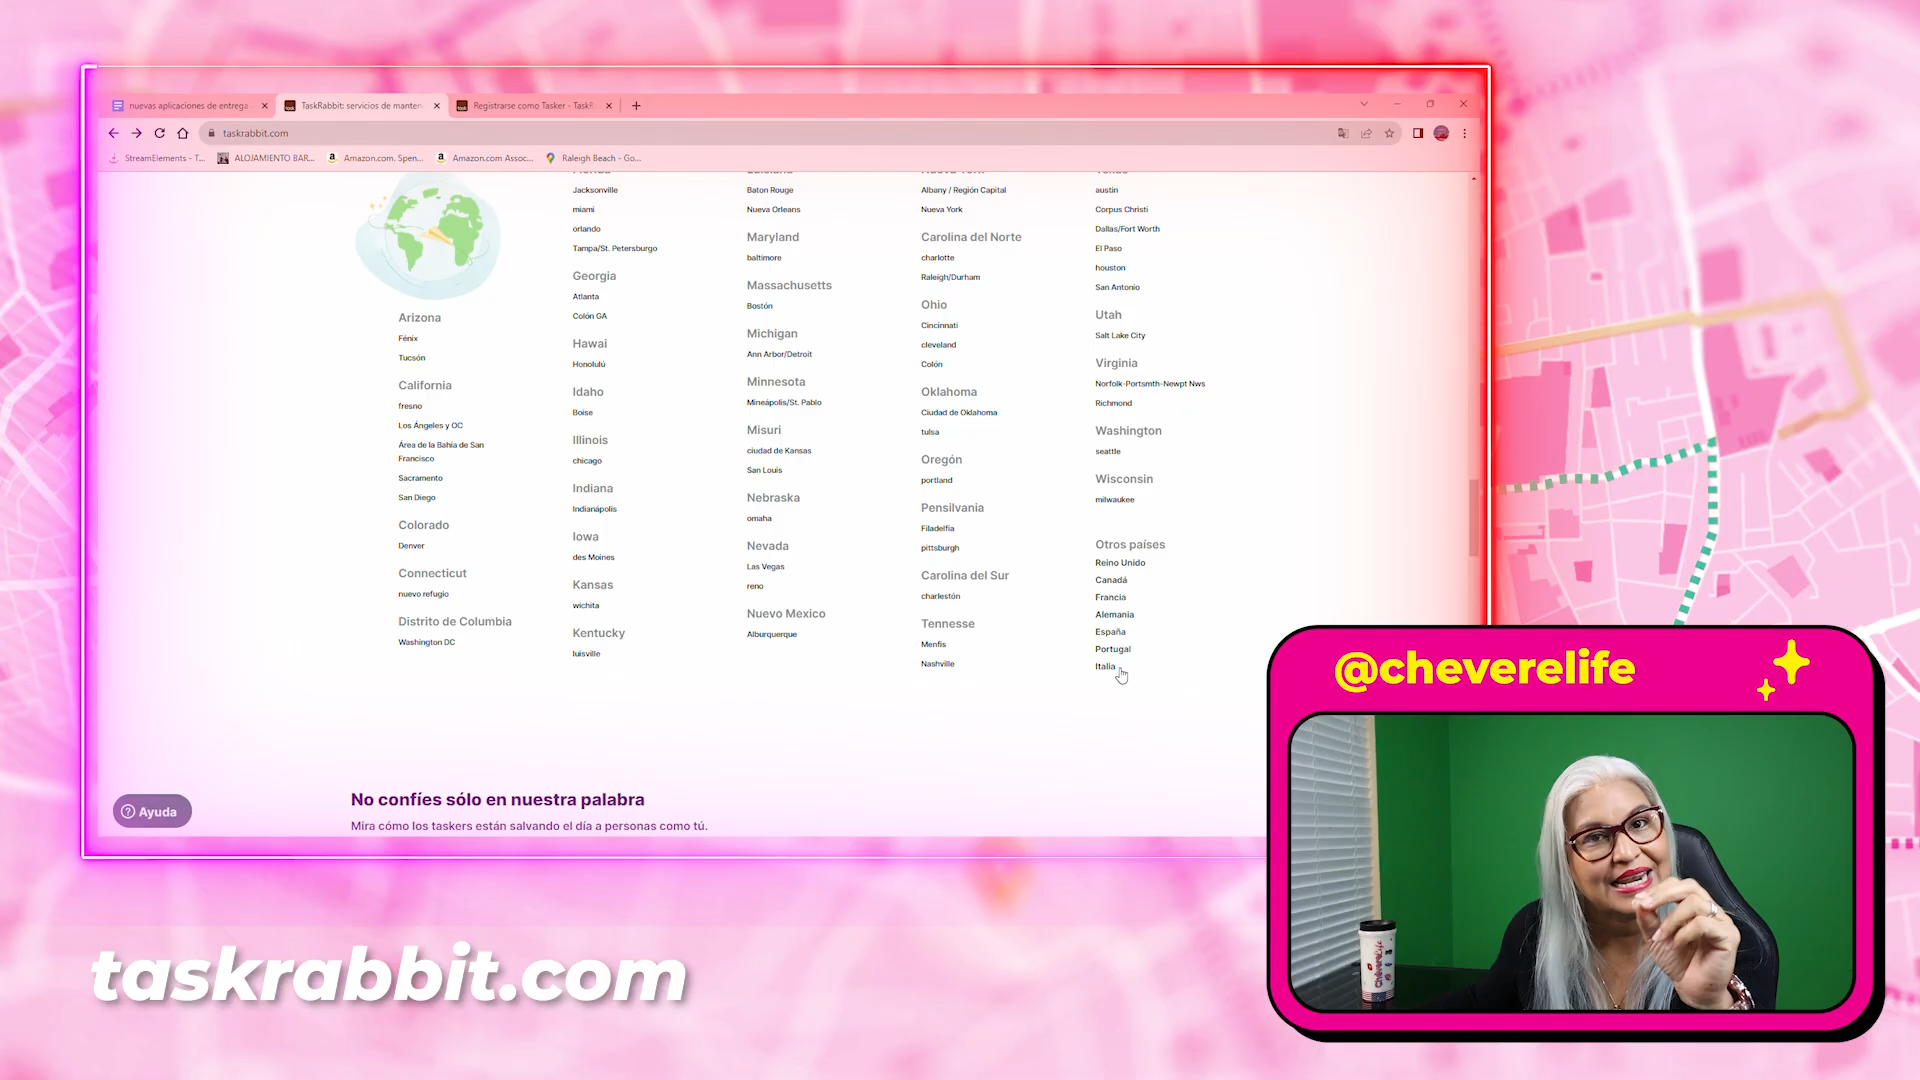 nuevas aplicaciones de entrega
TaskRabbit: servicios de manten
Registrarse como Tasker - TaskR
taskrabbit.com
StreamElements - T...
ALOJAMIENTO BAR...
Amazon.com. Spen...
Amazon.com Assoc...
Raleigh Beach - Go...
Arizona
Fénix
Tucsón
California
fresno
Los Ángeles y OC
Área de la Bahía de San
Francisco
Sacramento
San Diego
Colorado
Denver
Connecticut
nuevo refugio
Distrito de Columbia
Washington DC
Jacksonville
miami
orlando
Tampa/St. Petersburgo
Georgia
Atlanta
Colón GA
Hawai
Honolulú
Idaho
Boise
Illinois
chicago
Indiana
Indianápolis
Iowa
des Moines
Kansas
wichita
Kentucky
luisville
Baton Rouge
Nueva Orleans
Maryland
baltimore
Massachusetts
Bostón
Michigan
Ann Arbor/Detroit
Minnesota
Mineápolis/St. Pablo
Misuri
ciudad de Kansas
San Louis
Nebraska
omaha
Nevada
Las Vegas
reno
Nuevo Mexico
Alburquerque
Albany / Región Capital
Nueva York
Carolina del Norte
charlotte
Raleigh/Durham
Ohio
Cincinnati
cleveland
Colón
Oklahoma
Ciudad de Oklahoma
tulsa
Oregón
portland
Pensilvania
Filadelfia
pittsburgh
Carolina del Sur
charlestón
Tennesse
Menfis
Nashville
austin
Corpus Christi
Dallas/Fort Worth
El Paso
houston
San Antonio
Utah
Salt Lake City
Virginia
Norfolk-Portsmth-Newpt Nws
Richmond
Washington
seattle
Wisconsin
milwaukee
Otros países
Reino Unido
Canadá
Francia
Alemania
España
Portugal
Italia
No confíes sólo en nuestra palabra
Mira cómo los taskers están salvando el día a personas como tú.
? Ayuda
@cheverelife
ChévereLife
taskrabbit.com